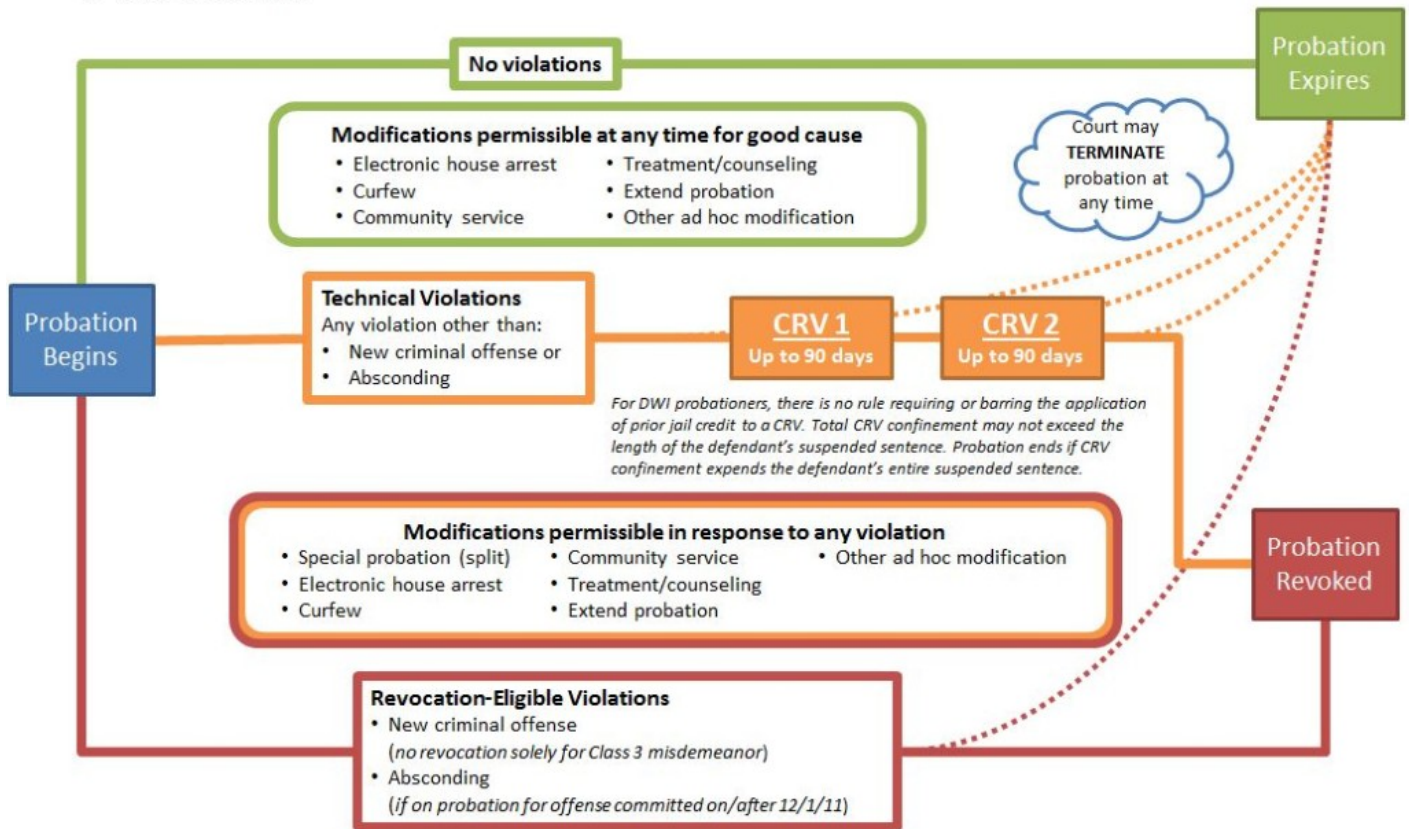 No violations
Probation
Expires
Modifications permissible at any time for good cause
• Electronic house arrest
• Curfew
• Community service
• Treatment/counseling
• Extend probation
• Other ad hoc modification
Court may
TERMINATE
probation at
any time
Probation
Begins
Technical Violations
Any violation other than:
• New criminal offense or
• Absconding
CRV 1
Up to 90 days
CRV 2
Up to 90 days
For DWI probationers, there is no rule requiring or barring the application
of prior jail credit to a CRV. Total CRV confinement may not exceed the
length of the defendant's suspended sentence. Probation ends if CRV
confinement expends the defendant's entire suspended sentence.
Modifications permissible in response to any violation
• Special probation (split)
• Electronic house arrest
• Curfew
• Community service
• Treatment/counseling
• Extend probation
• Other ad hoc modification
Probation
Revoked
Revocation-Eligible Violations
• New criminal offense
(no revocation solely for Class 3 misdemeanor)
• Absconding
(if on probation for offense committed on/after 12/1/11)